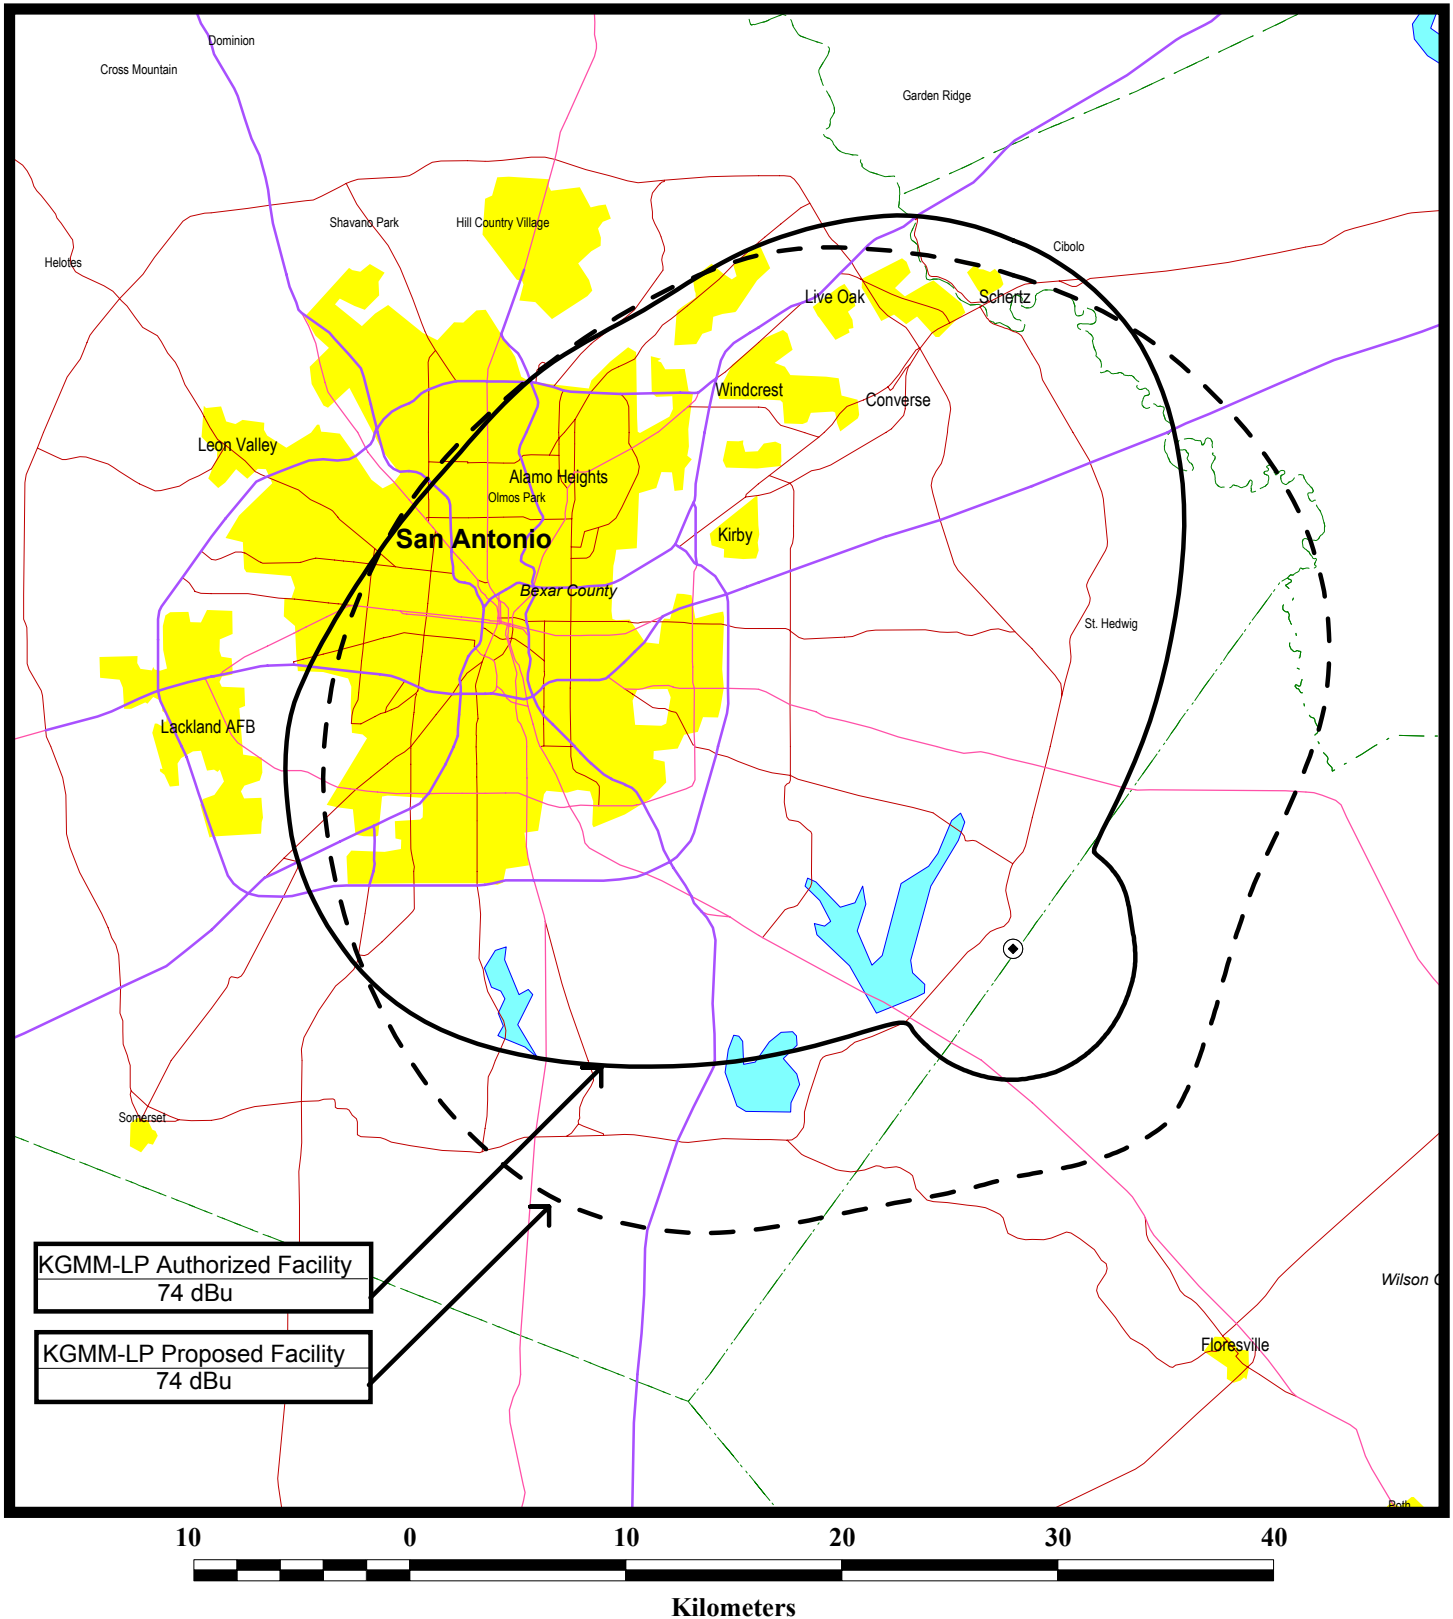 Dominion
Cross Mountain
Garden Ridge
Shavano Park
Hill Country Village
Cibolo
Helotes
Live Oak
Schertz
Windcrest
Converse
Leon Valley
Alamo Heights
Olmos Park
San Antonio
Kirby
Bexar County
St. Hedwig
Lackland AFB
Somerset
KGMM-LP Authorized Facility
74 dBu
Wilson C
KGMM-LP Proposed Facility
74 dBu
Floresville
Poth
10 0 10 20 30 40
Kilometers